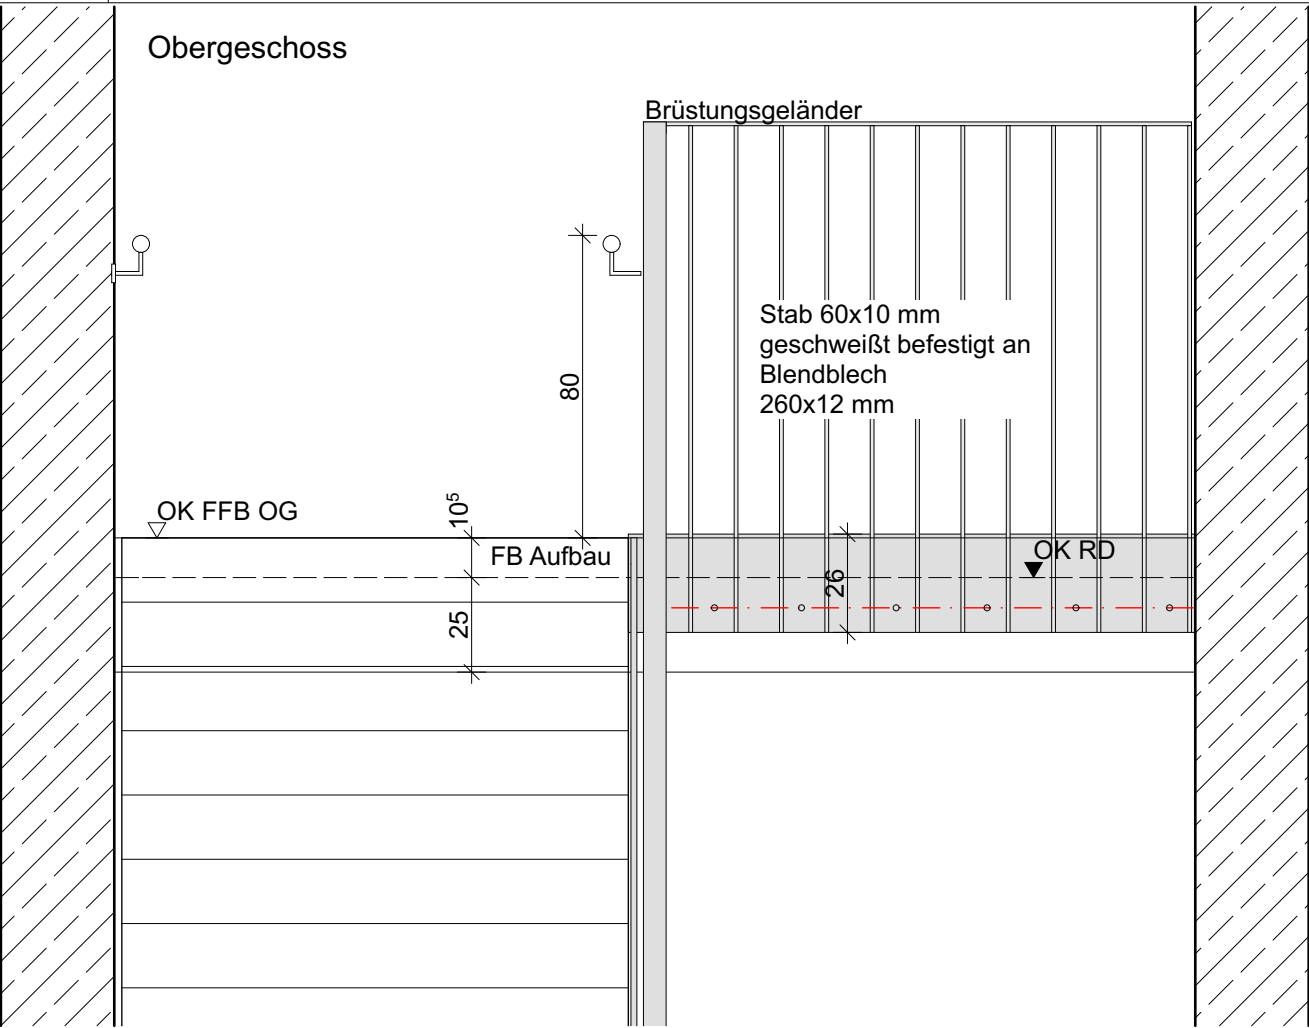 Obergeschoss
Brüstungsgeländer
Stab 60x10 mm
geschweißt befestigt an
Blendblech
260x12 mm
80
OK FFB OG
10⁵
FB Aufbau
OK RD
26
25